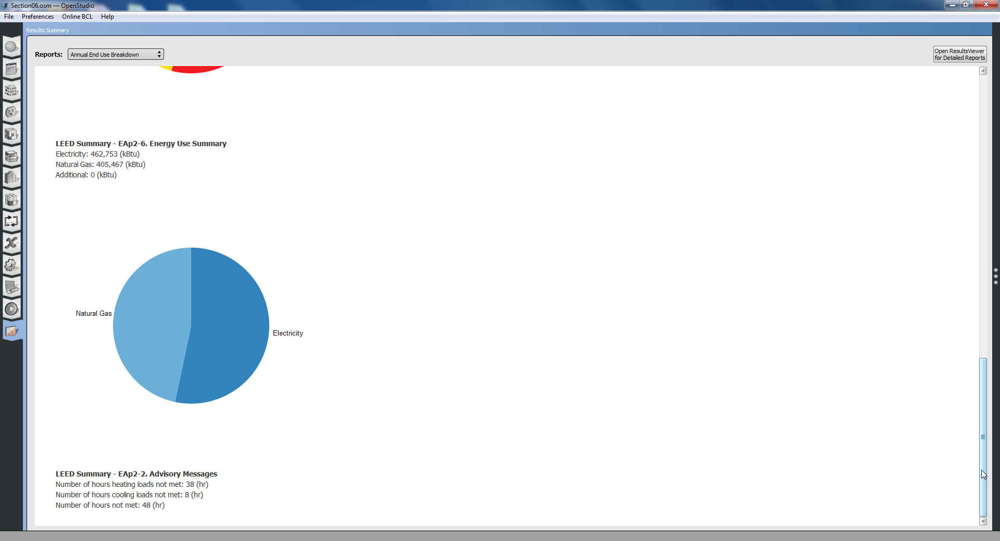 Section06.osm — OpenStudio
File Preferences Online BCL Help
Results Summary
Reports: Annual End Use Breakdown
Open ResultsViewer
for Detailed Reports
LEED Summary - EAp2-6. Energy Use Summary
Electricity: 462,753 (kBtu)
Natural Gas: 405,467 (kBtu)
Additional: 0 (kBtu)
Natural Gas
Electricity
LEED Summary - EAp2-2. Advisory Messages
Number of hours heating loads not met: 38 (hr)
Number of hours cooling loads not met: 8 (hr)
Number of hours not met: 48 (hr)